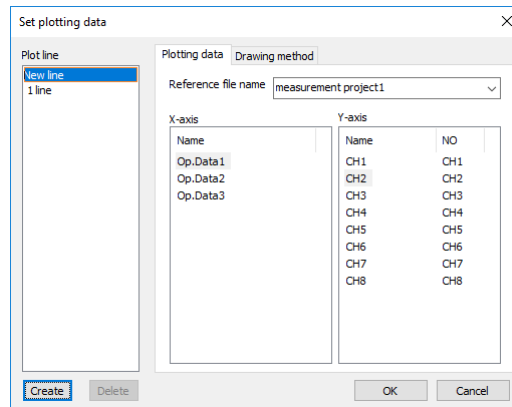 Set plotting data
Plot line
New line
1 line
Plotting data
Drawing method
Reference file name
measurement project1
X-axis
Name
Op.Data1
Op.Data2
Op.Data3
Y-axis
Name NO
CH1 CH1
CH2 CH2
CH3 CH3
CH4 CH4
CH5 CH5
CH6 CH6
CH7 CH7
CH8 CH8
Create
Delete
OK
Cancel